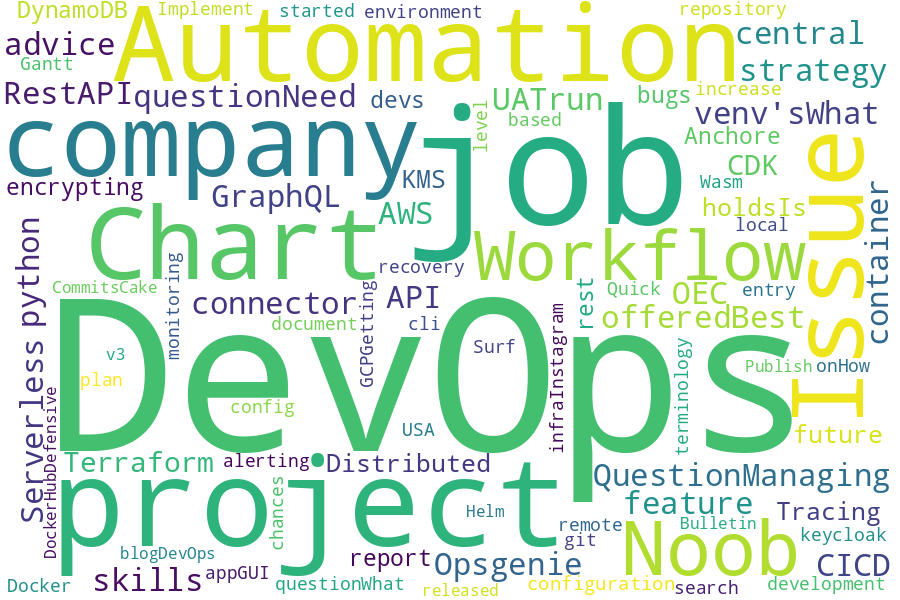 DynamoDB
Implement
started
environment
repository
advice
Automation
central
Gantt
strategy
RestAPI
questionNeed
devs
UATrun
bugs
increase
level
based
venv'sWhat
company
job
Issue
Anchore
CDK
encrypting
GraphQL
KMS
Wasm
AWS
holdsIs
local
container
Chart
Workflow
python
monitoring
recovery
CommitsCake
connector
GCPGetting
API
rest
Quick
OEC
entry
document
cli
offeredBest
DevOps
infraInstagram
terminology
v3
Surf
Publish
onHow
plan
config
USA
future
Serverless
DockerHubDefensive
Terraform
alerting
Distributed
QuestionManaging
project
chances
feature
Tracing
Helm
remote
Bulletin
keycloak
git
Noob
blogDevOps
report
Opsgenie
CICD
Docker
skills
appGUI
questionWhat
released
configuration
search
development